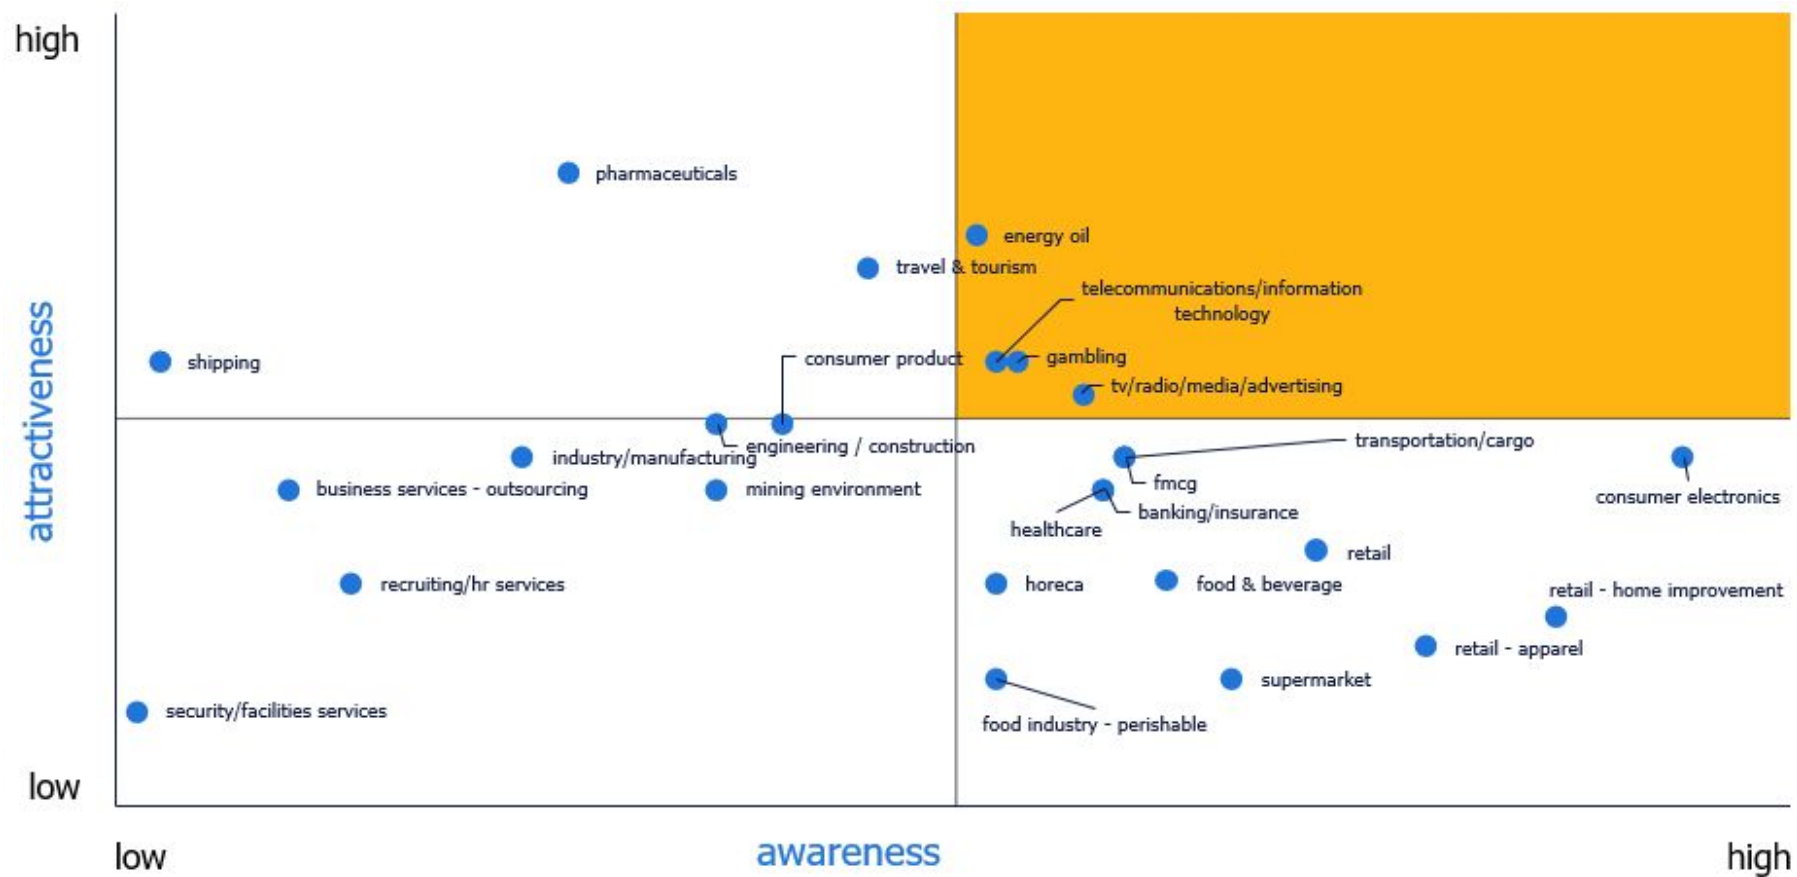 high
pharmaceuticals
energy oil
travel & tourism
telecommunications/information
technology
shipping
consumer product
gambling
tv/radio/media/advertising
engineering / construction
transportation/cargo
industry/manufacturing
business services - outsourcing
mining environment
fmcg
consumer electronics
banking/insurance
healthcare
retail
recruiting/hr services
horeca
food & beverage
retail - home improvement
retail - apparel
supermarket
security/facilities services
food industry - perishable
attractiveness
low
low
awareness
high